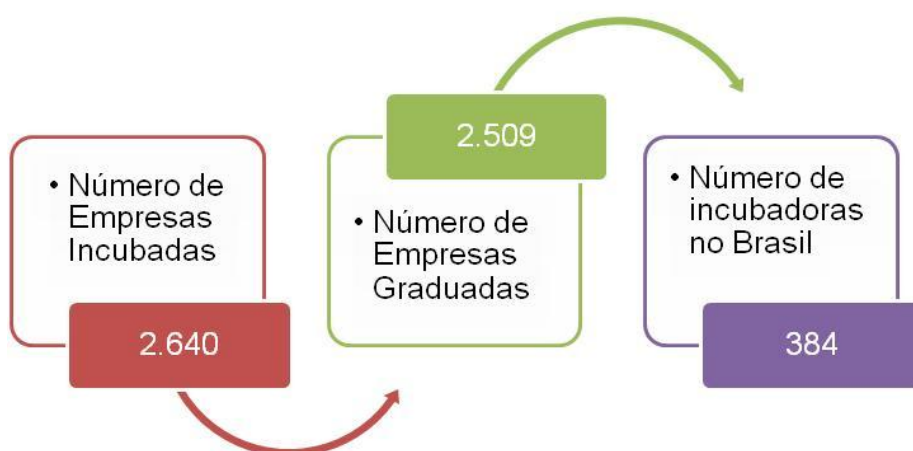 • Número de
Empresas
Incubadas
2.640
2.509
• Número de
Empresas
Graduadas
• Número de
incubadoras
no Brasil
384